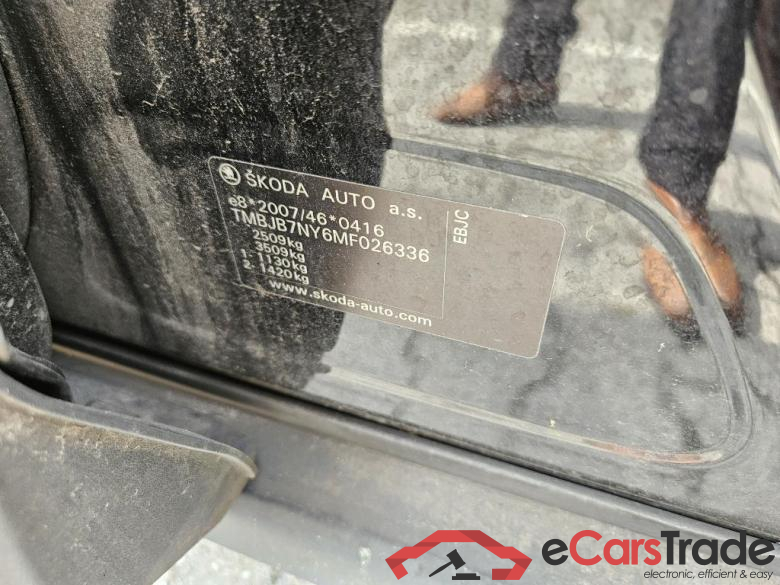 ŠKODA AUTO a.s.
e8*2007/46*0416
TMBJB7NY6MF026336
2509kg
3509kg
1. 1130kg
2. 1420kg
www.skoda-auto.com
EBJC
eCarsTrade
electronic, efficient & easy